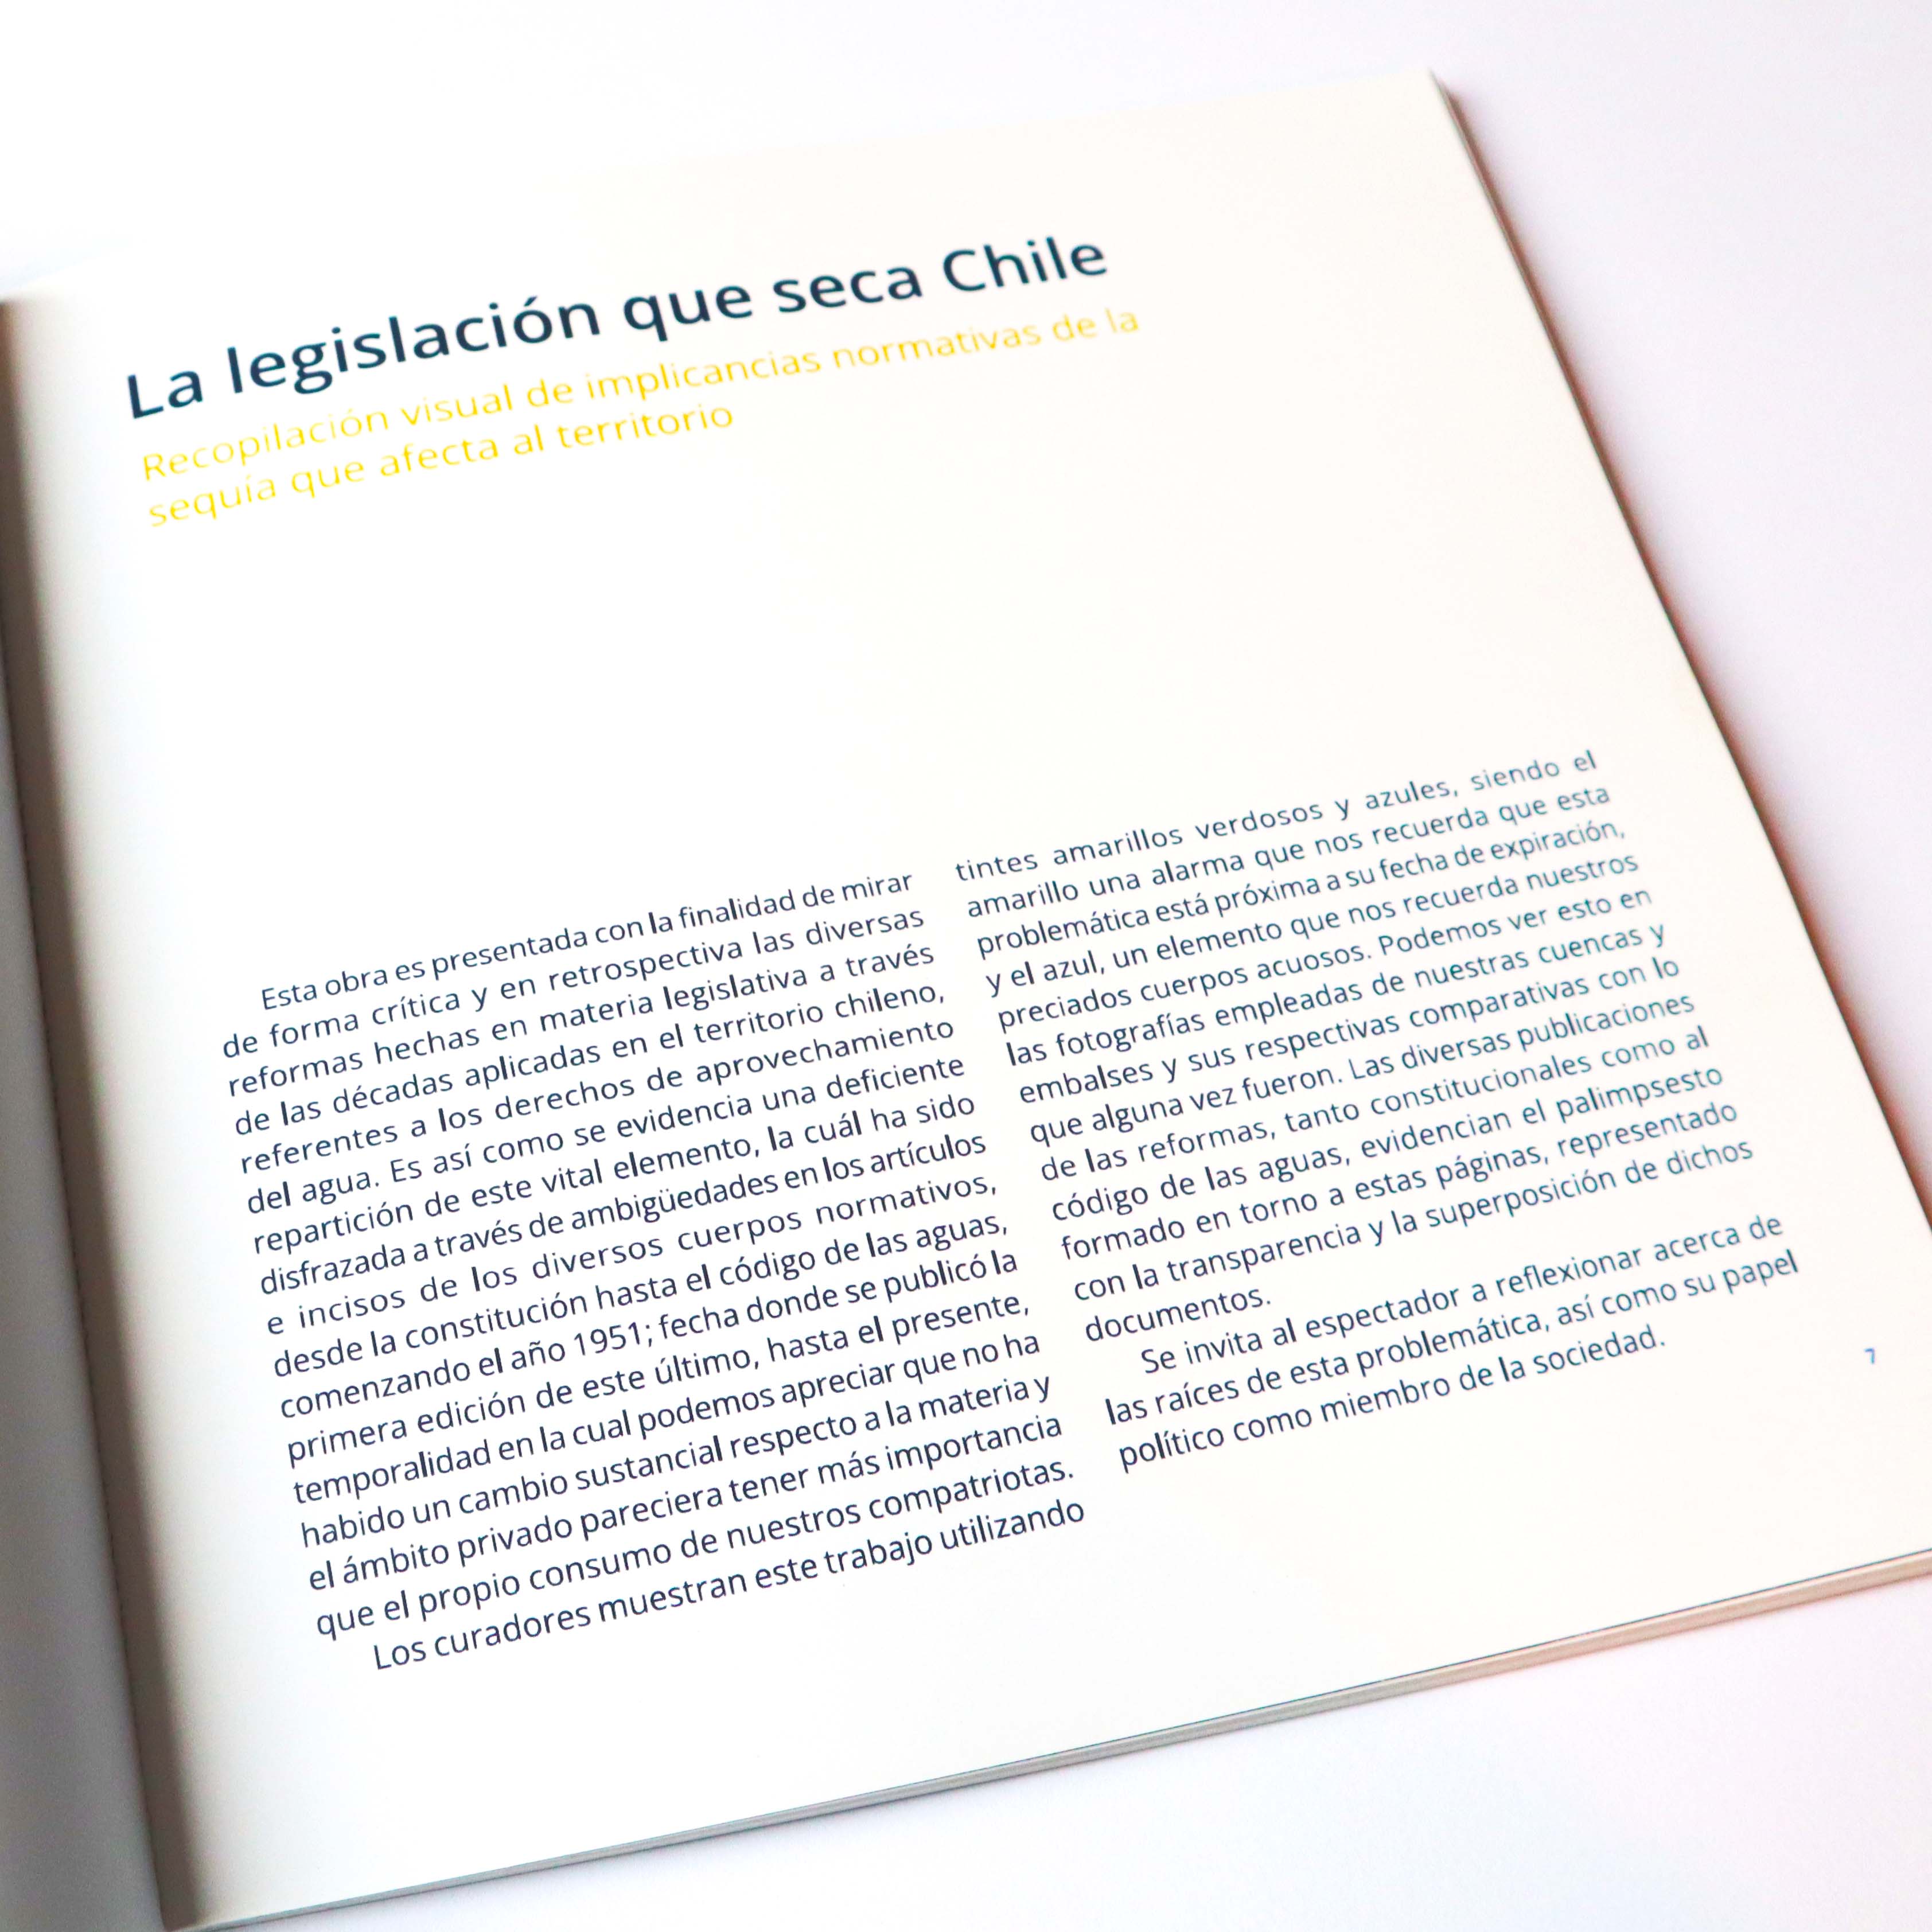 La legislación que seca Chile
Recopilación visual de implicancias normativas de la
sequía que afecta al territorio
Esta obra es presentada con la finalidad de mirar
de forma crítica y en retrospectiva las diversas
reformas hechas en materia legislativa a través
de las décadas aplicadas en el territorio chileno,
referentes a los derechos de aprovechamiento
del agua. Es así como se evidencia una deficiente
repartición de este vital elemento, la cuál ha sido
disfrazada a través de ambigüedades en los artículos
e incisos de los diversos cuerpos normativos,
desde la constitución hasta el código de las aguas,
comenzando el año 1951; fecha donde se publicó la
primera edición de este último, hasta el presente,
temporalidad en la cual podemos apreciar que no ha
habido un cambio sustancial respecto a la materia y
el ámbito privado pareciera tener más importancia
que el propio consumo de nuestros compatriotas.
Los curadores muestran este trabajo utilizando
tintes amarillos verdosos y azules, siendo el
amarillo una alarma que nos recuerda que esta
problemática está próxima a su fecha de expiración,
y el azul, un elemento que nos recuerda nuestros
preciados cuerpos acuosos. Podemos ver esto en
las fotografías empleadas de nuestras cuencas y
embalses y sus respectivas comparativas con lo
que alguna vez fueron. Las diversas publicaciones
de las reformas, tanto constitucionales como al
código de las aguas, evidencian el palimpsesto
formado en torno a estas páginas, representado
con la transparencia y la superposición de dichos
documentos.
Se invita al espectador a reflexionar acerca de
las raíces de esta problemática, así como su papel
político como miembro de la sociedad.
7